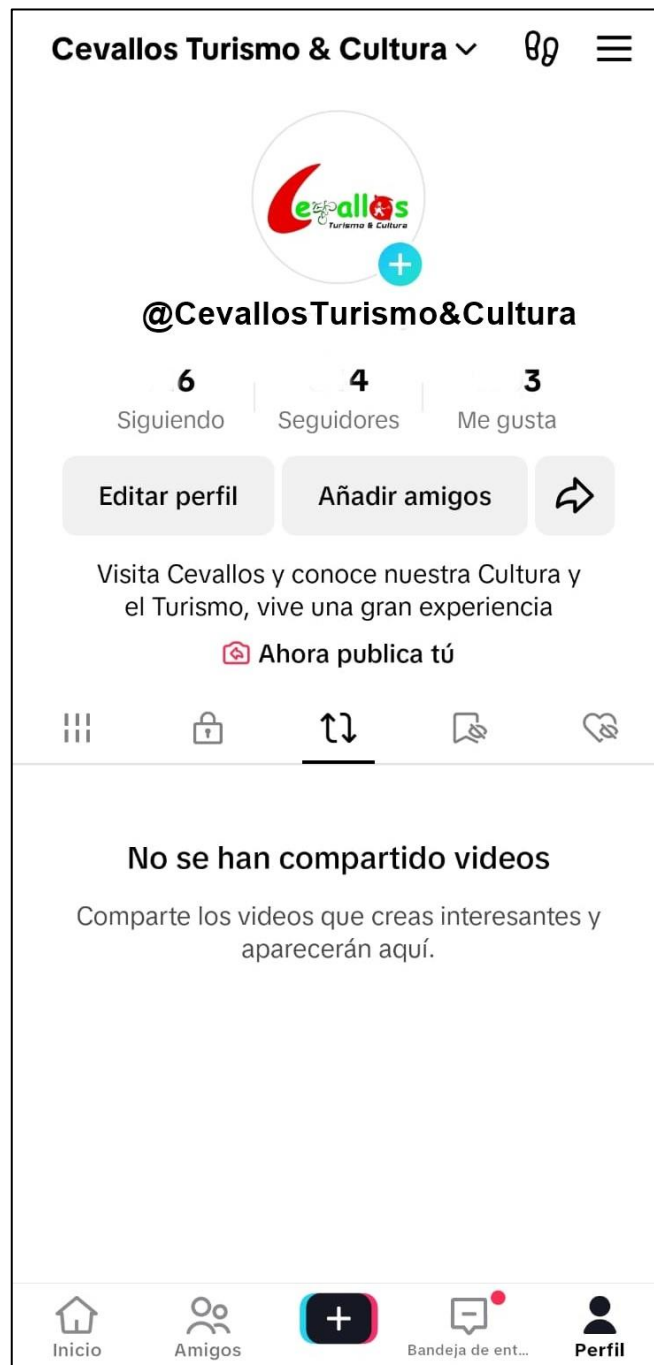 Cevallos Turismo & Cultura
Cevallos
Turismo & Cultura
@CevallosTurismo&Cultura
6 4 3
Siguiendo Seguidores Me gusta
Editar perfil Añadir amigos
Visita Cevallos y conoce nuestra Cultura y
el Turismo, vive una gran experiencia
Ahora publica tú
No se han compartido videos
Comparte los videos que creas interesantes y
aparecerán aquí.
Inicio Amigos Bandeja de ent... Perfil